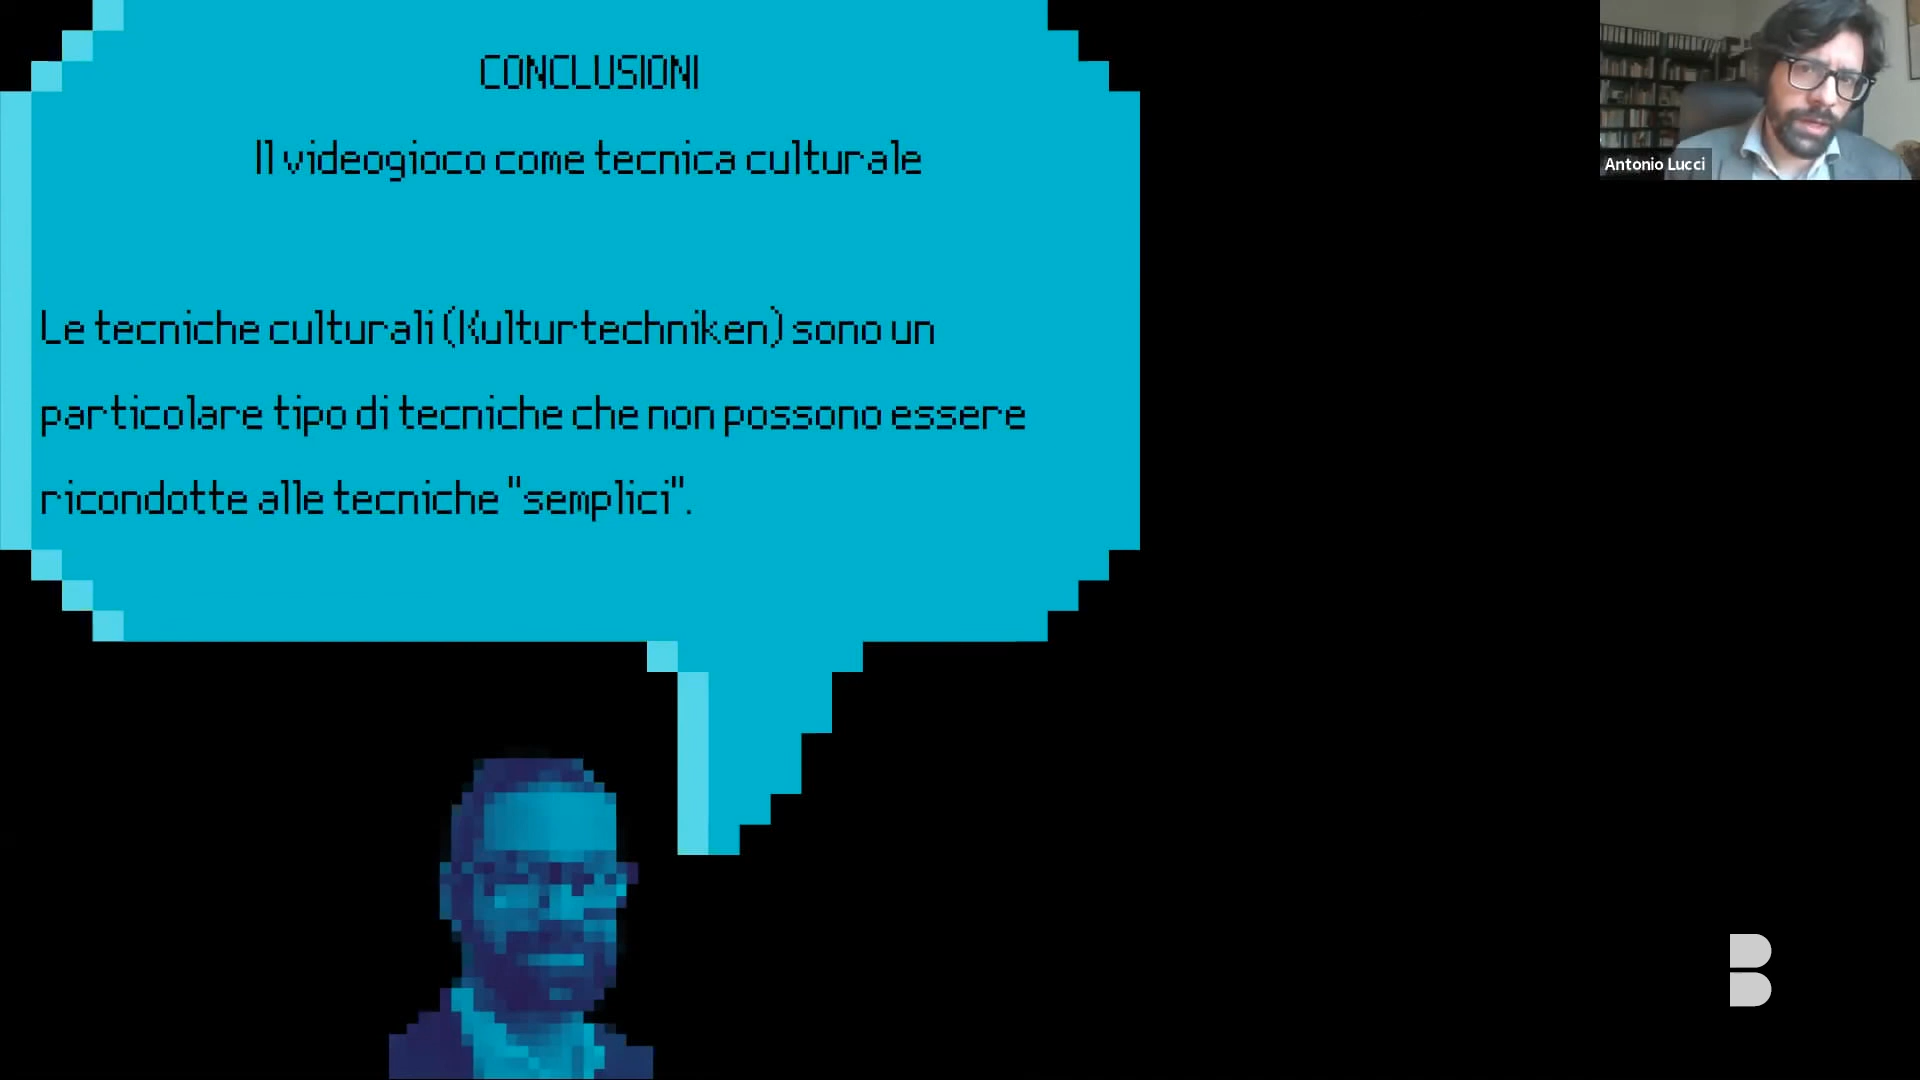 CONCLUSIONI
Il videogioco come tecnica culturale
Le tecniche culturali (Kulturtechniken) sono un
particolare tipo di tecniche che non possono essere
ricondotte alle tecniche "semplici".
Antonio Lucci